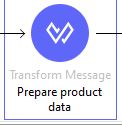 Transform Message
Prepare product
data